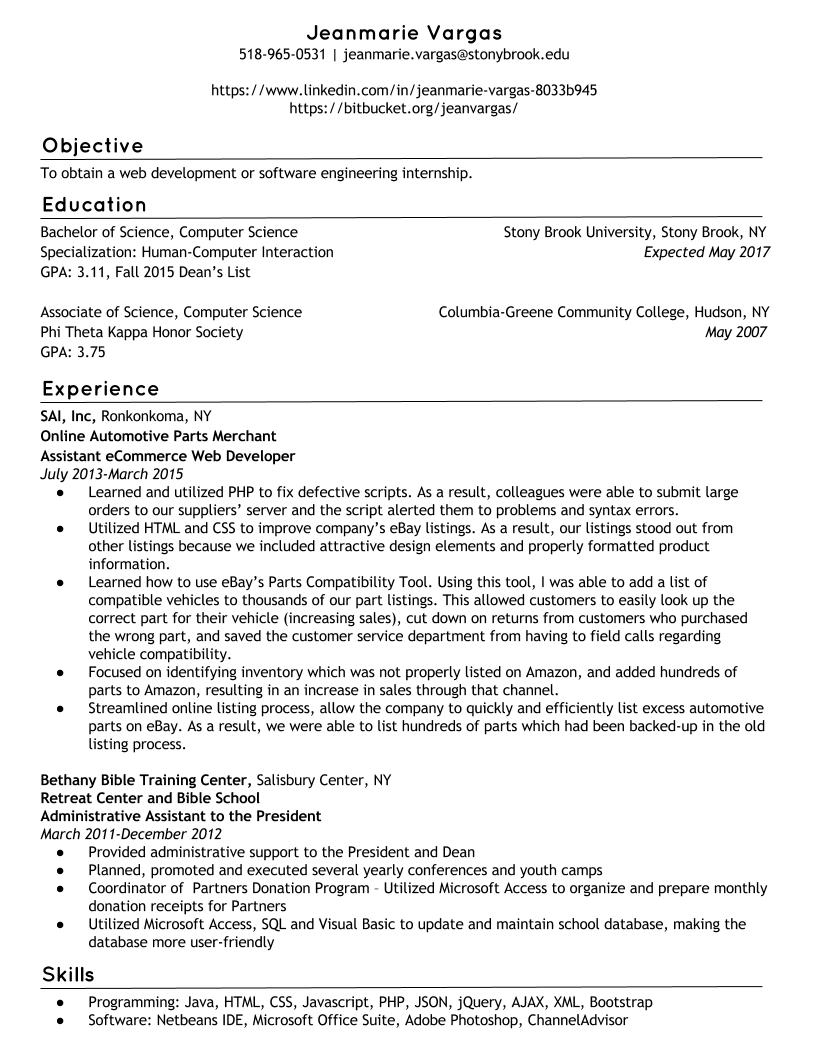 Jeanmarie Vargas
518-965-0531 | jeanmarie.vargas@stonybrook.edu
https://www.linkedin.com/in/jeanmarie-vargas-8033b945
https://bitbucket.org/jeanvargas/
Objective
To obtain a web development or software engineering internship.
Education
Bachelor of Science, Computer Science Stony Brook University, Stony Brook, NY
Specialization: Human-Computer Interaction Expected May 2017
GPA: 3.11, Fall 2015 Dean’s List
Associate of Science, Computer Science Columbia-Greene Community College, Hudson, NY
Phi Theta Kappa Honor Society May 2007
GPA: 3.75
Experience
SAI, Inc, Ronkonkoma, NY
Online Automotive Parts Merchant
Assistant eCommerce Web Developer
July 2013-March 2015
● Learned and utilized PHP to fix defective scripts. As a result, colleagues were able to submit large
orders to our suppliers’ server and the script alerted them to problems and syntax errors.
● Utilized HTML and CSS to improve company’s eBay listings. As a result, our listings stood out from
other listings because we included attractive design elements and properly formatted product
information.
● Learned how to use eBay’s Parts Compatibility Tool. Using this tool, I was able to add a list of
compatible vehicles to thousands of our part listings. This allowed customers to easily look up the
correct part for their vehicle (increasing sales), cut down on returns from customers who purchased
the wrong part, and saved the customer service department from having to field calls regarding
vehicle compatibility.
● Focused on identifying inventory which was not properly listed on Amazon, and added hundreds of
parts to Amazon, resulting in an increase in sales through that channel.
● Streamlined online listing process, allow the company to quickly and efficiently list excess automotive
parts on eBay. As a result, we were able to list hundreds of parts which had been backed-up in the old
listing process.
Bethany Bible Training Center, Salisbury Center, NY
Retreat Center and Bible School
Administrative Assistant to the President
March 2011-December 2012
● Provided administrative support to the President and Dean
● Planned, promoted and executed several yearly conferences and youth camps
● Coordinator of Partners Donation Program – Utilized Microsoft Access to organize and prepare monthly
donation receipts for Partners
● Utilized Microsoft Access, SQL and Visual Basic to update and maintain school database, making the
database more user-friendly
Skills
● Programming: Java, HTML, CSS, Javascript, PHP, JSON, jQuery, AJAX, XML, Bootstrap
● Software: Netbeans IDE, Microsoft Office Suite, Adobe Photoshop, ChannelAdvisor